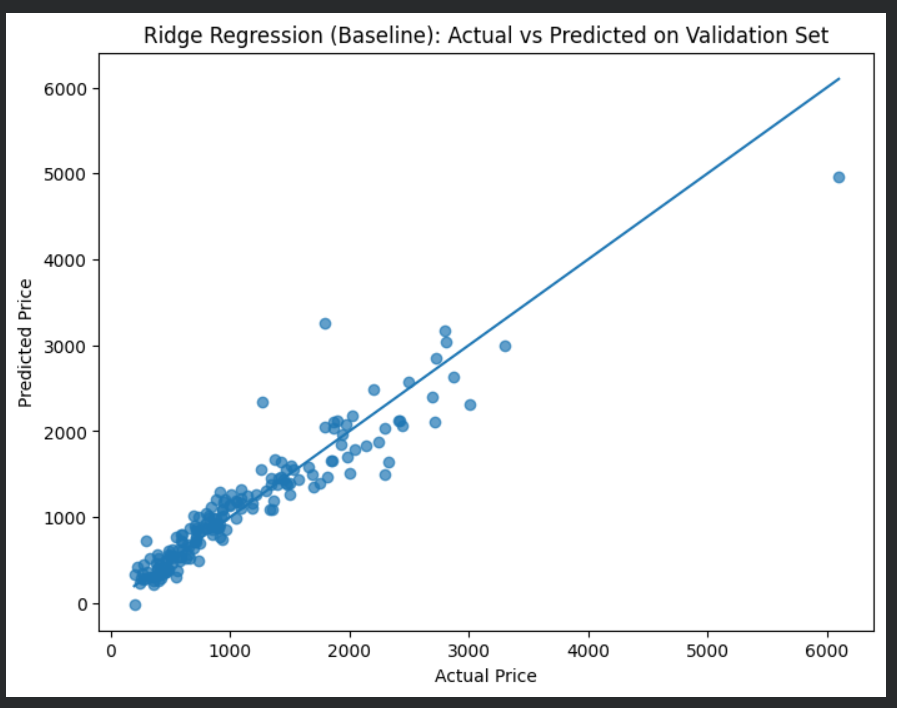 Ridge Regression (Baseline): Actual vs Predicted on Validation Set
Predicted Price
6000
5000
4000
3000
2000
1000
0
0 1000 2000 3000 4000 5000 6000
Actual Price